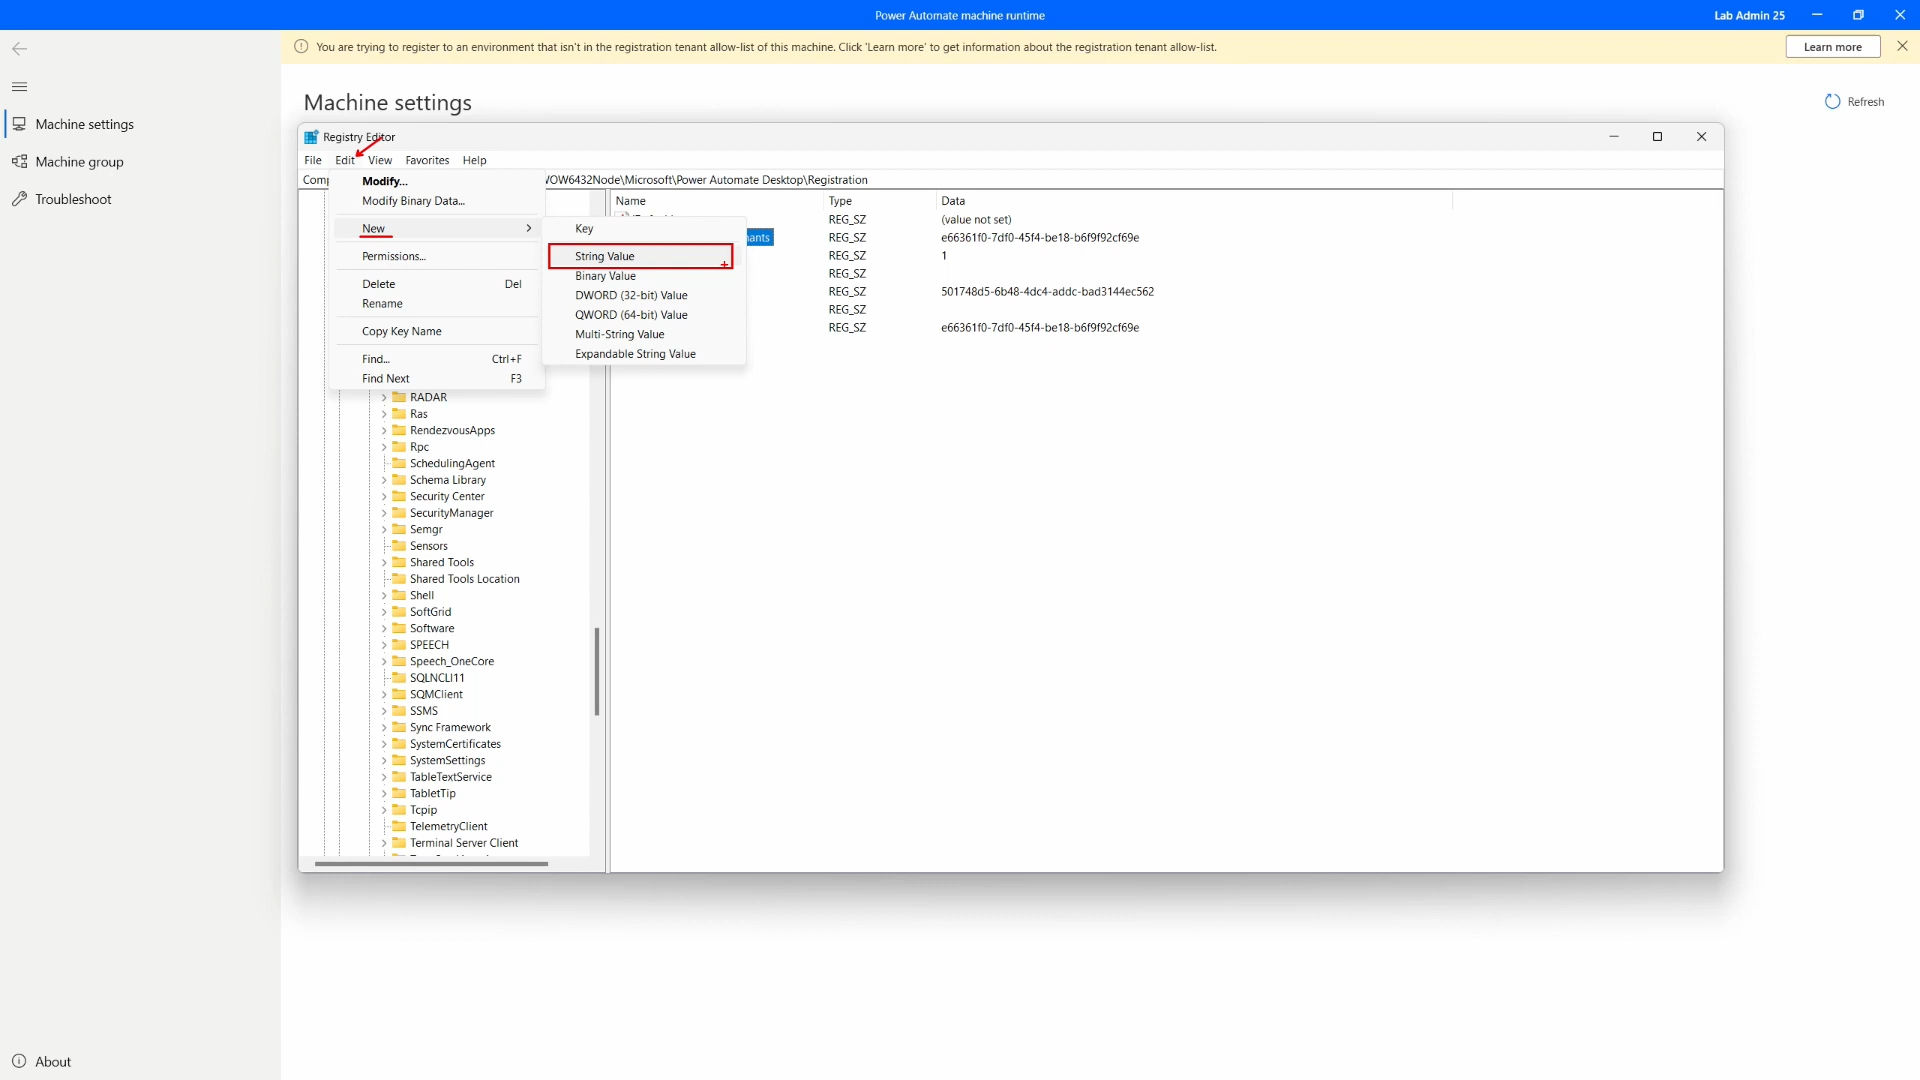 Power Automate machine runtime
Lab Admin 25
You are trying to register to an environment that isn't in the registration tenant allow-list of this machine. Click 'Learn more' to get information about the registration tenant allow-list.
Learn more
Machine settings
Refresh
Machine settings
Machine group
Troubleshoot
About
Registry Editor
File Edit View Favorites Help
Comp
WOW6432Node\Microsoft\Power Automate Desktop\Registration
Modify...
Modify Binary Data...
New
Permissions...
Delete Del
Rename
Copy Key Name
Find... Ctrl+F
Find Next F3
Key
String Value
Binary Value
DWORD (32-bit) Value
QWORD (64-bit) Value
Multi-String Value
Expandable String Value
Name Type Data
REG_SZ (value not set)
nants REG_SZ e66361f0-7df0-45f4-be18-b6f9f92cf69e
REG_SZ 1
REG_SZ
REG_SZ 501748d5-6b48-4dc4-addc-bad3144ec562
REG_SZ
REG_SZ e66361f0-7df0-45f4-be18-b6f9f92cf69e
RADAR
Ras
RendezvousApps
Rpc
SchedulingAgent
Schema Library
Security Center
SecurityManager
Semgr
Sensors
Shared Tools
Shared Tools Location
Shell
SoftGrid
Software
SPEECH
Speech_OneCore
SQLNCLI11
SQMClient
SSMS
Sync Framework
SystemCertificates
SystemSettings
TableTextService
TabletTip
Tcpip
TelemetryClient
Terminal Server Client